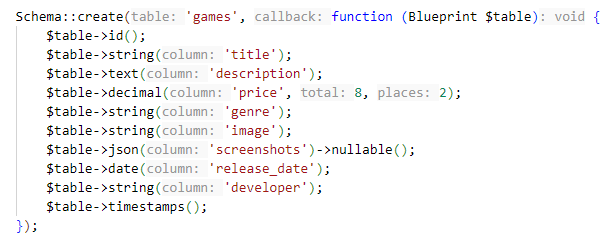 Schema::create(table: 'games', callback: function (Blueprint $table): void {
    $table->id();
    $table->string(column: 'title');
    $table->text(column: 'description');
    $table->decimal(column: 'price', total: 8, places: 2);
    $table->string(column: 'genre');
    $table->string(column: 'image');
    $table->json(column: 'screenshots')->nullable();
    $table->date(column: 'release_date');
    $table->string(column: 'developer');
    $table->timestamps();
});